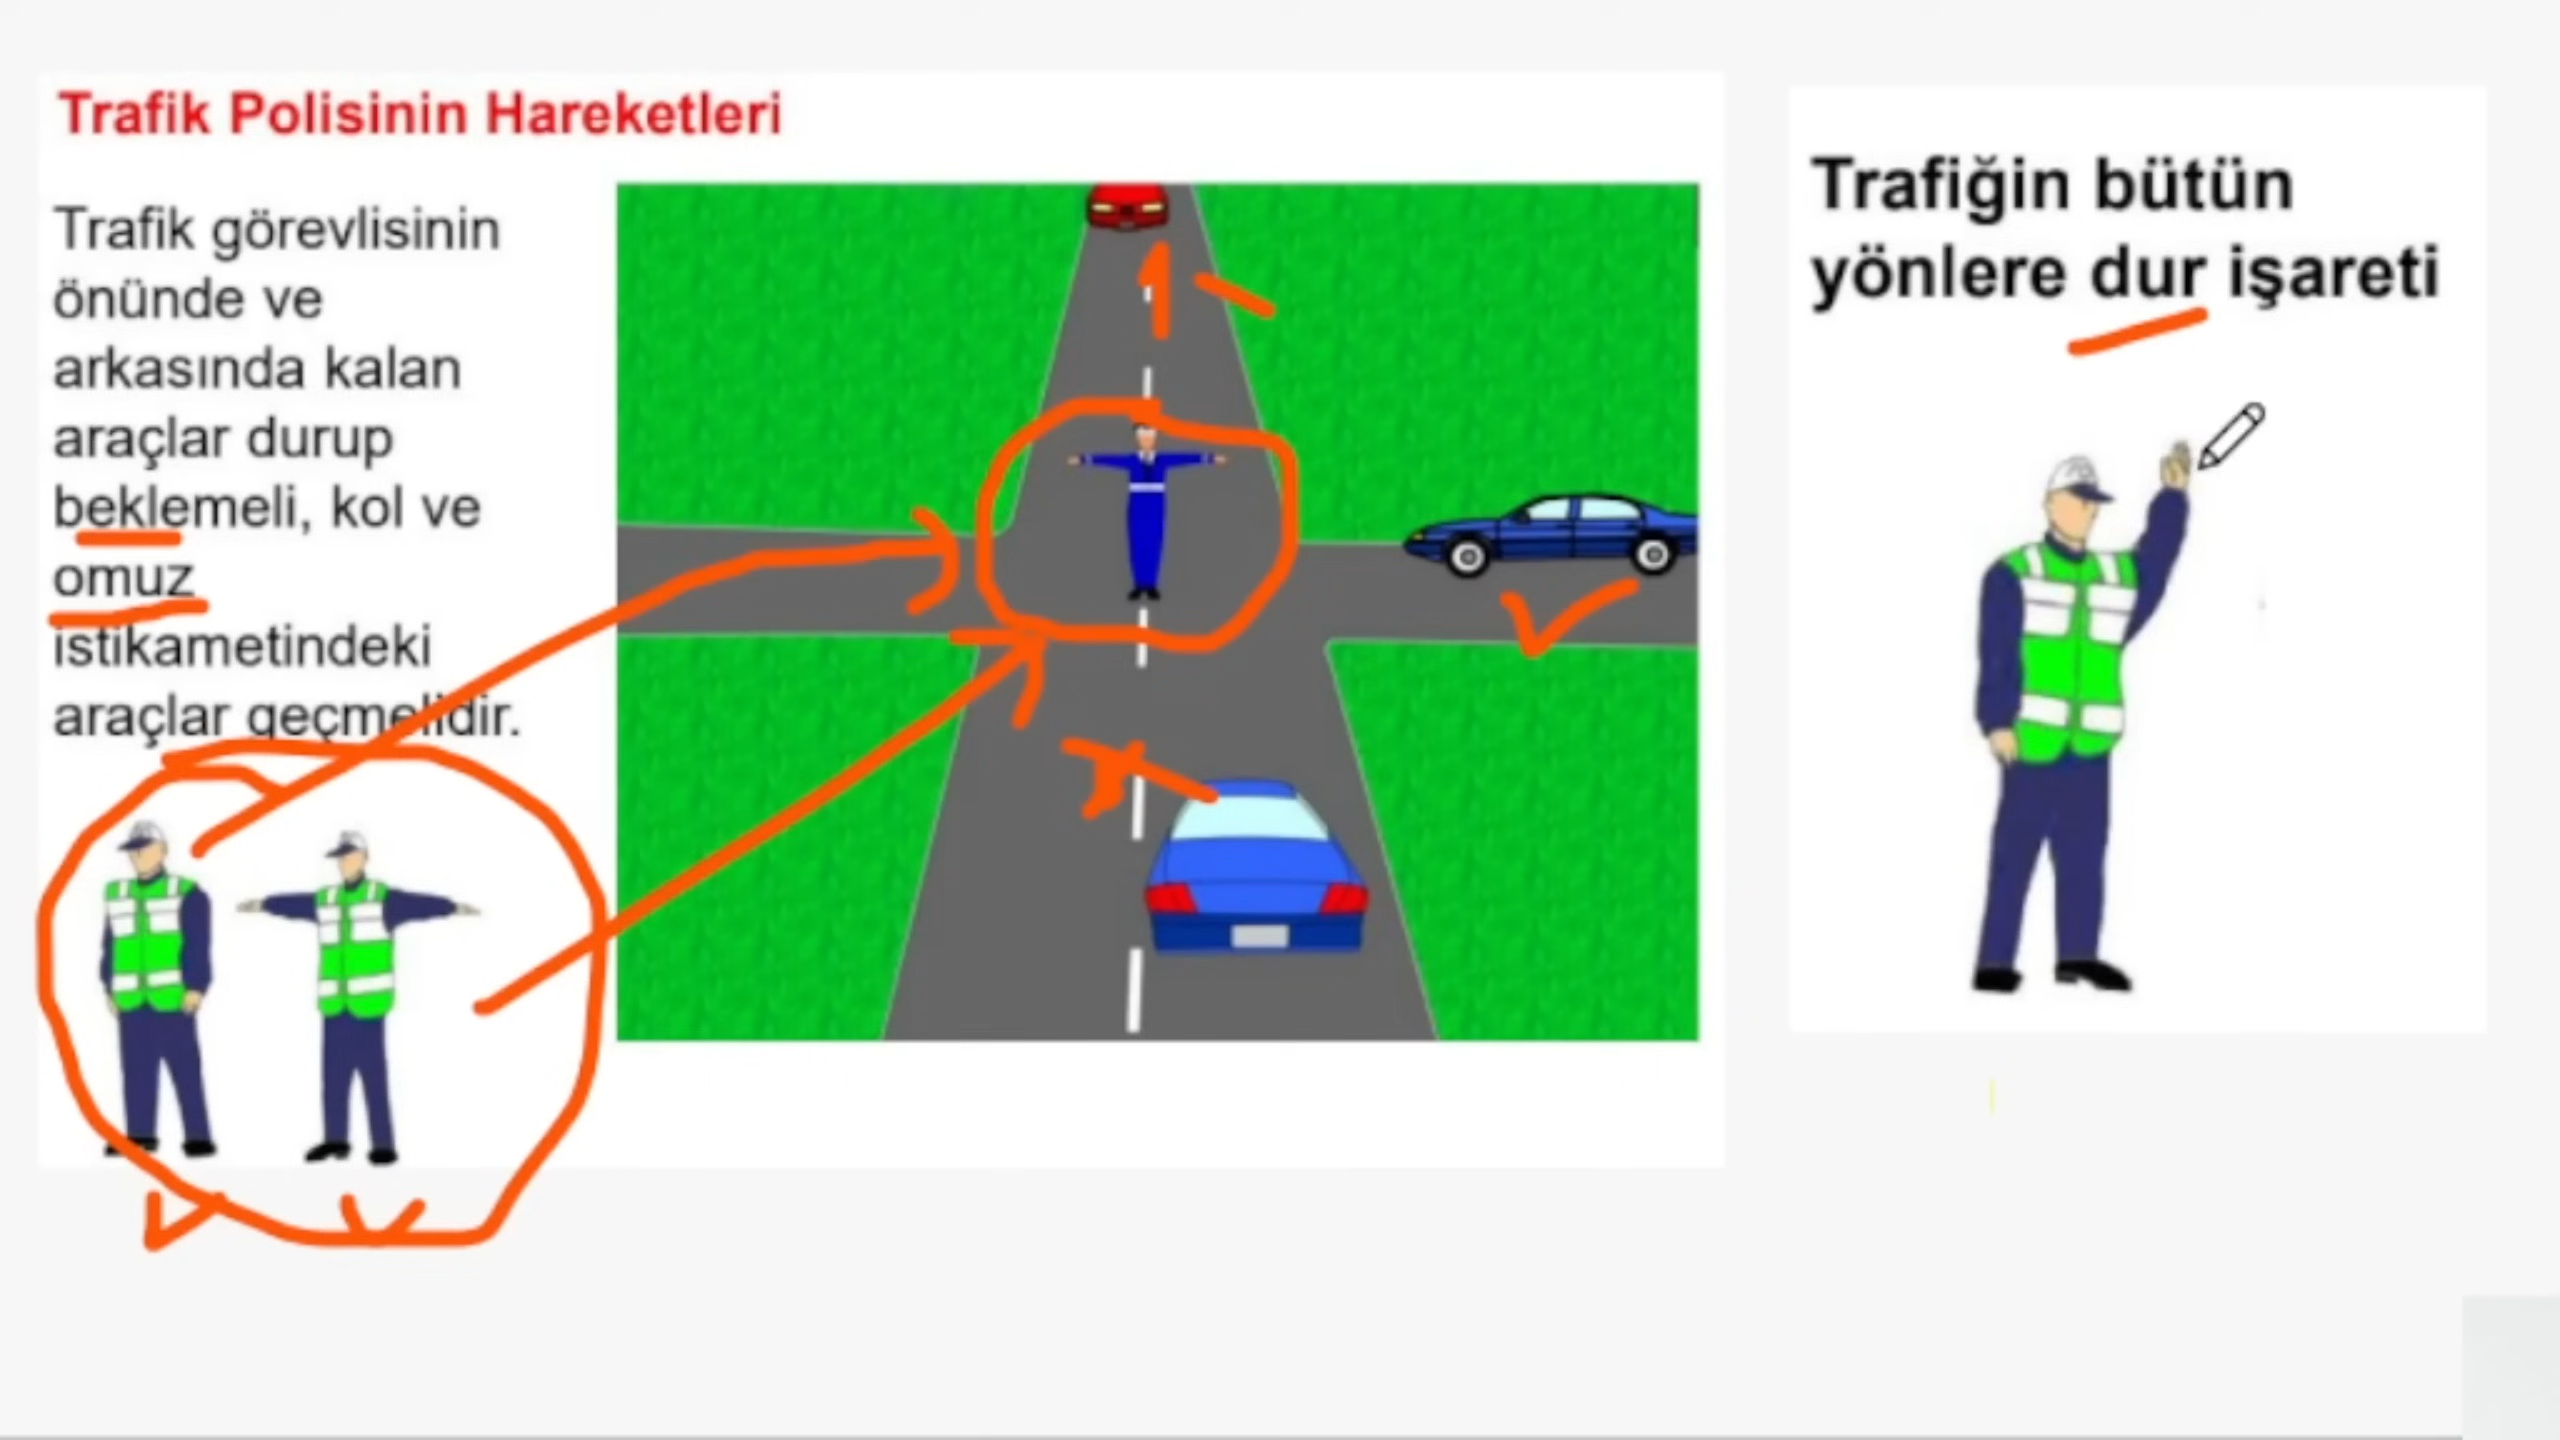 Trafik Polisinin Hareketleri
Trafik görevlisinin
önünde ve
arkasında kalan
araçlar durup
beklemeli, kol ve
omuz
istikametindeki
araçlar geçmelidir.
Trafiğin bütün
yönlere dur işareti